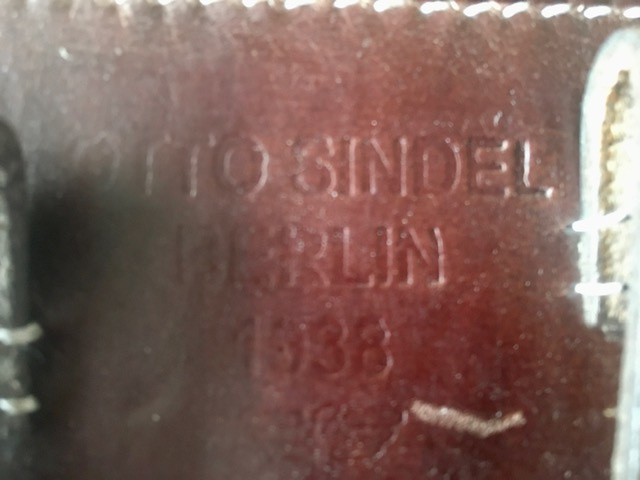 OTTO SINDEL,
BERLIN
1938